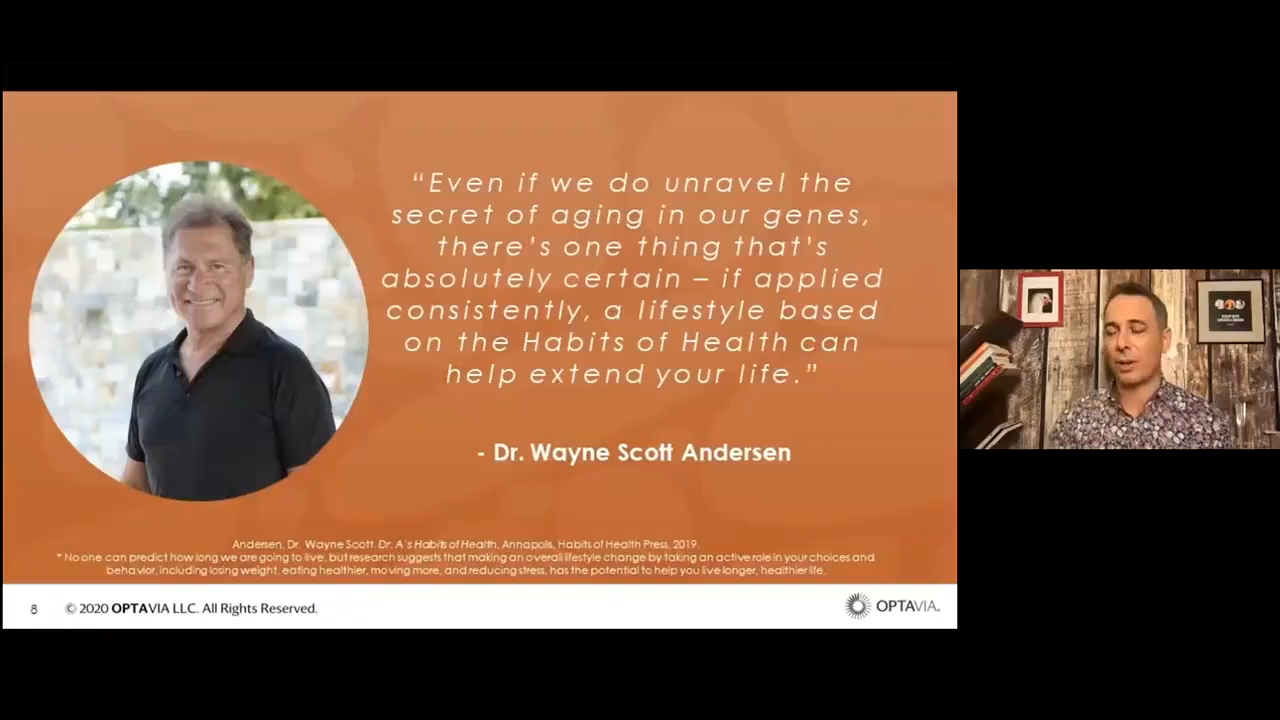 “Even if we do unravel the
secret of aging in our genes,
there's one thing that's
absolutely certain – if applied
consistently, a lifestyle based
on the Habits of Health can
help extend your life.”
- Dr. Wayne Scott Andersen
Andersen, Dr. Wayne Scott. Dr. A's Habits of Health, Annapolis, Habits of Health Press, 2019.
* No one can predict how long we are going to live, but research suggests that making an overall lifestyle change by taking an active role in your choices and
behavior, including losing weight, eating healthier, moving more, and reducing stress, has the potential to help you live longer, healthier life.
8 © 2020 OPTAVIA LLC. All Rights Reserved.
OPTAVIA.